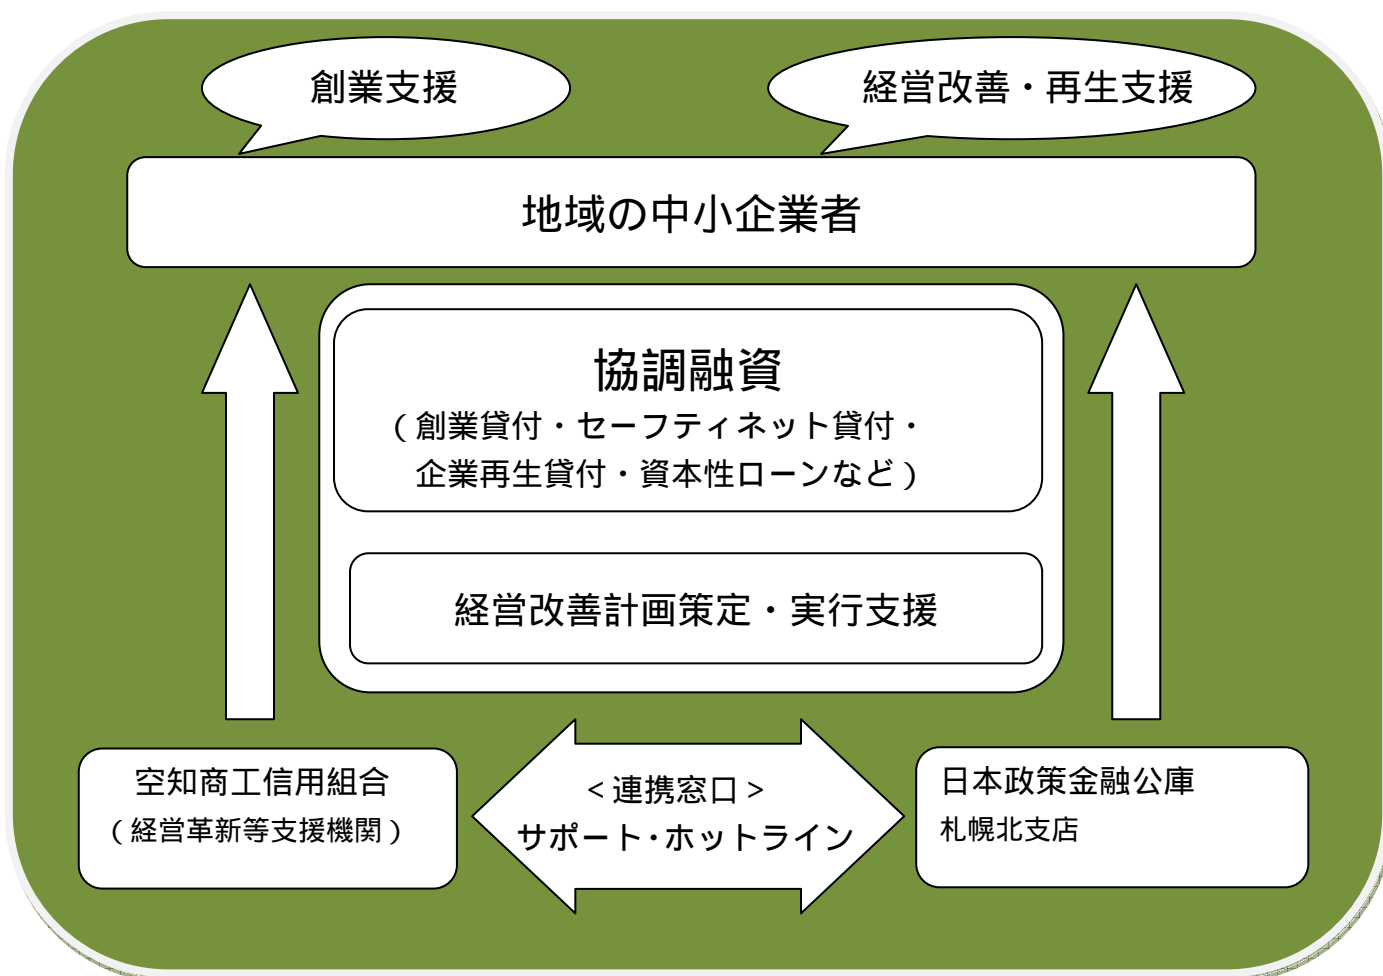 創業支援
経営改善・再生支援
地域の中小企業者
協調融資
（創業貸付・セーフティネット貸付・
企業再生貸付・資本性ローンなど）
経営改善計画策定・実行支援
空知商工信用組合
（経営革新等支援機関）
＜連携窓口＞
サポート・ホットライン
日本政策金融公庫
札幌北支店